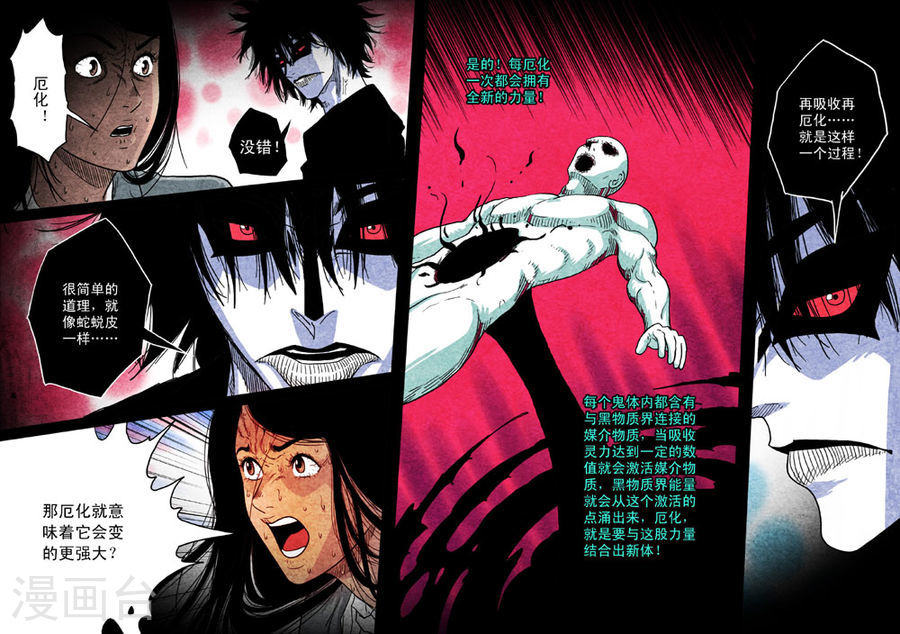 厄化！
没错！
很简单的
道理，就
像蛇蜕皮
一样……
那厄化就意
味着它会变
的更强大？
是的！每厄化
一次都会拥有
全新的力量！
每个鬼体内都含有
与黑物质界连接的
媒介物质，当吸收
灵力达到一定的数
值就会激活媒介物
质，黑物质界能量
就会从这个激活的
点涌出来，厄化，
就是要与这股力量
结合出新体！
再吸收再
厄化……
就是这样
一个过程！
漫画台